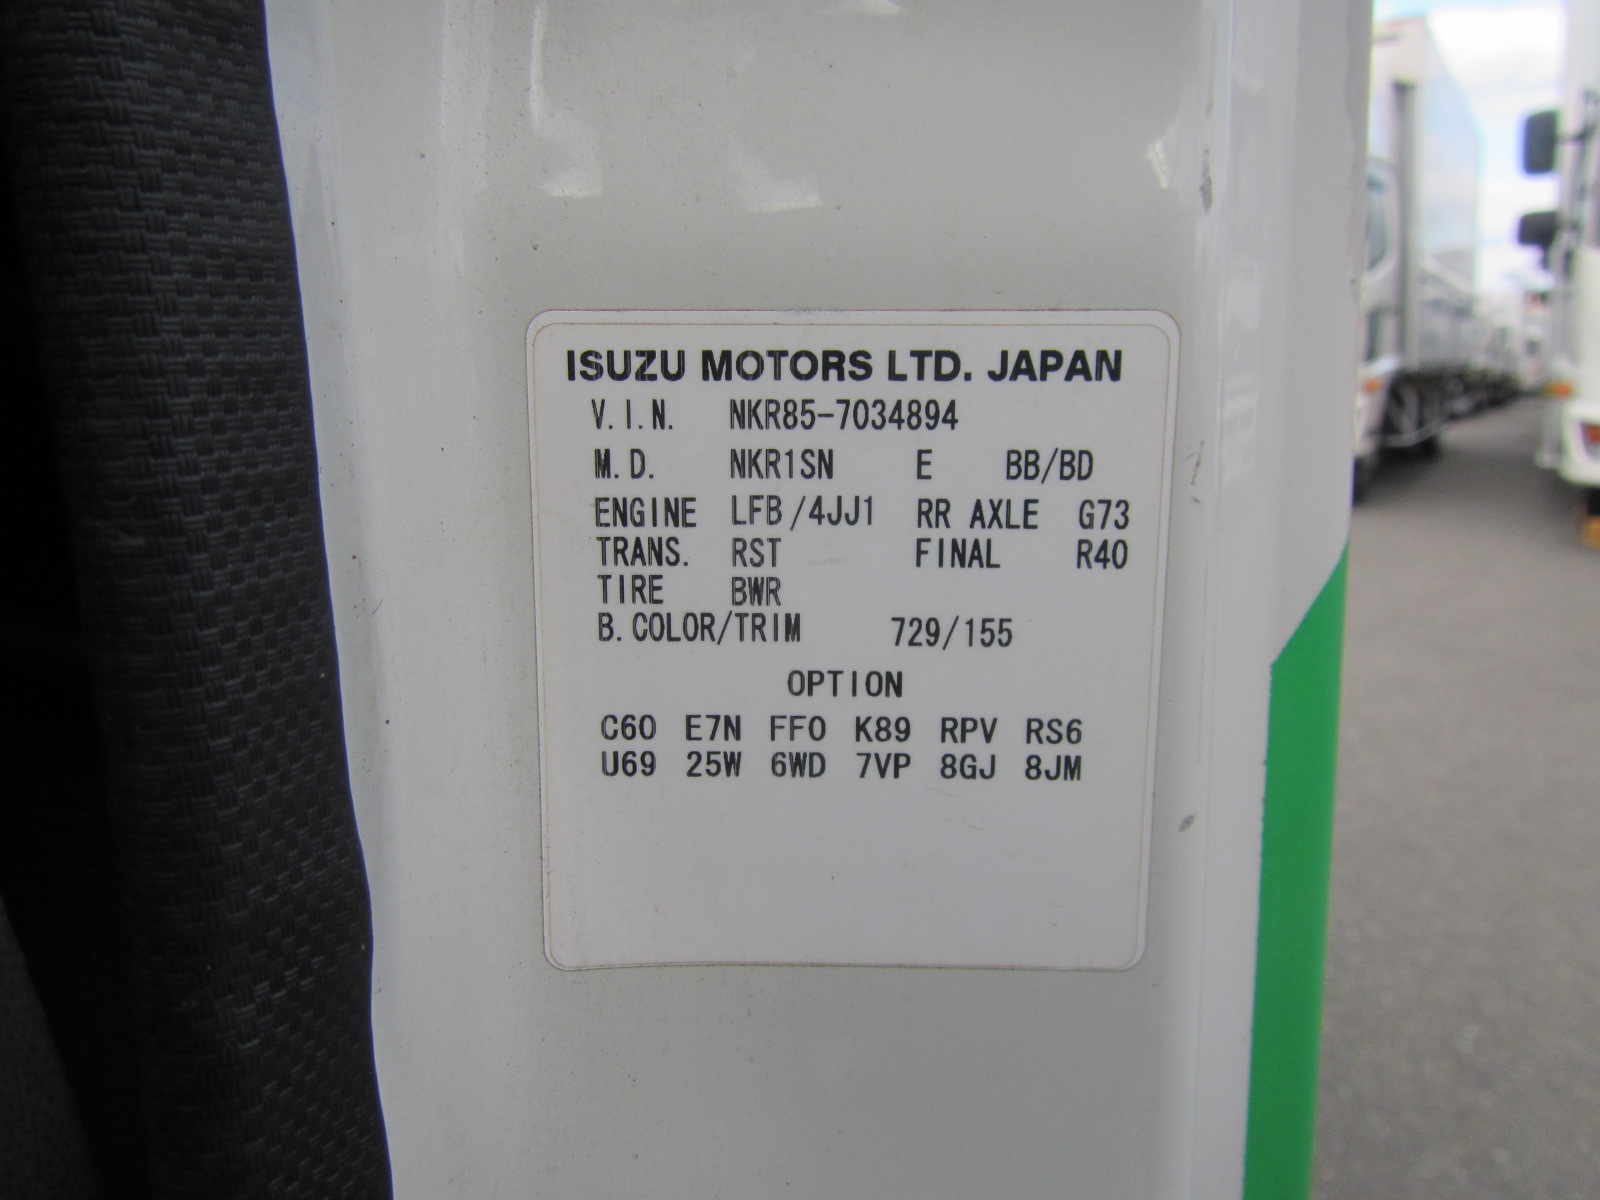 ISUZU MOTORS LTD. JAPAN
V.I.N. NKR85-7034894
M.D. NKR1SN E BB/BD
ENGINE LFB/4JJ1 RR AXLE G73
TRANS. RST FINAL R40
TIRE BWR
B.COLOR/TRIM 729/155
OPTION
C60 E7N FF0 K89 RPV RS6
U69 25W 6WD 7VP 8GJ 8JM